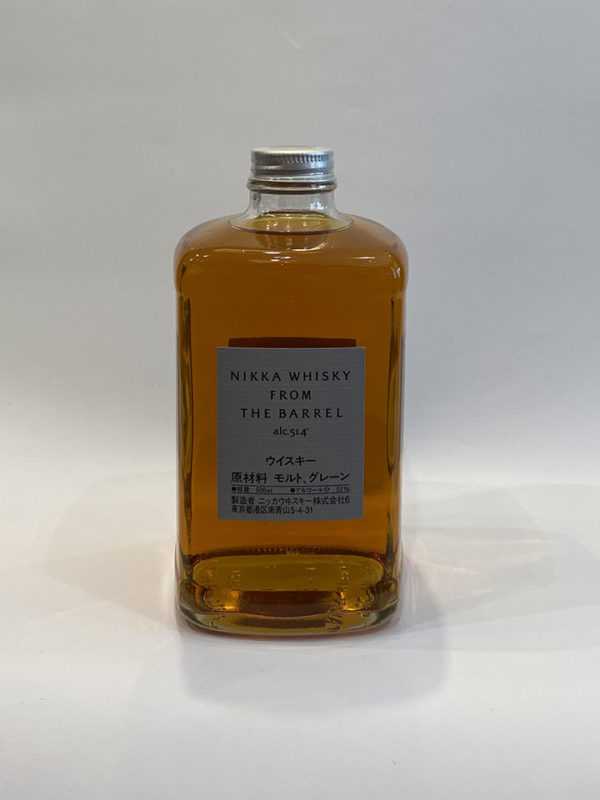 NIKKA WHISKY
FROM
THE BARREL
alc.51.4°
ウイスキー
原材料 モルト、グレーン
●容量 500ml ●アルコール分 51%
製造者 ニッカウヰスキー株式会社6
東京都港区南青山5-4-31